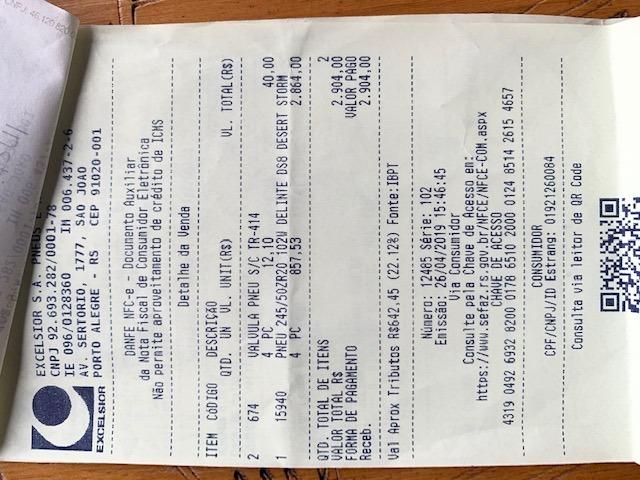 EXCELSIOR
EXCELSIOR S.A. PNEUS E
CNPJ 92.693.282/0001-78
IE 096/0128360 IM 006.437-2-6
AV. SERTORIO, 1777, SAO JOAO
PORTO ALEGRE - RS CEP 91020-001
DANFE NFC-e - Documento Auxiliar
da Nota Fiscal de Consumidor Eletrônica
Não permite aproveitamento de crédito de ICMS
Detalhe da Venda
ITEM CóDIGO DESCRIÇÃO
QTD. UN VL. UNIT(R$) VL. TOTAL(R$)
2 674 VALVULA PNEU S/C TR-414
4 PC 2,10 40,00
1 15940 PNEU 245/50ZR20 102W DELINTE DS8 DESERT STORM
4 PC 857,53 2.864,00
QTD. TOTAL DE ITENS 2
VALOR TOTAL R$ 2.904,00
FORMA DE PAGAMENTO VALOR PAGO
Receb. 2.904,00
Val Aprox Tributos R$642.45 (22.12%) Fonte:IBPT
Número: 12485 Série: 102
Emissão: 26/04/2019 15:46:45
Via Consumidor
Consulte pela Chave de Acesso em:
https://www.sefaz.rs.gov.br/NFCE/NFCE-COM.aspx
CHAVE DE ACESSO
4319 0492 6932 8200 0178 6510 2000 0124 8514 2615 4657
CONSUMIDOR
CPF/CNPJ/ID Estrang: 01921260084
Consulta via leitor de QR Code